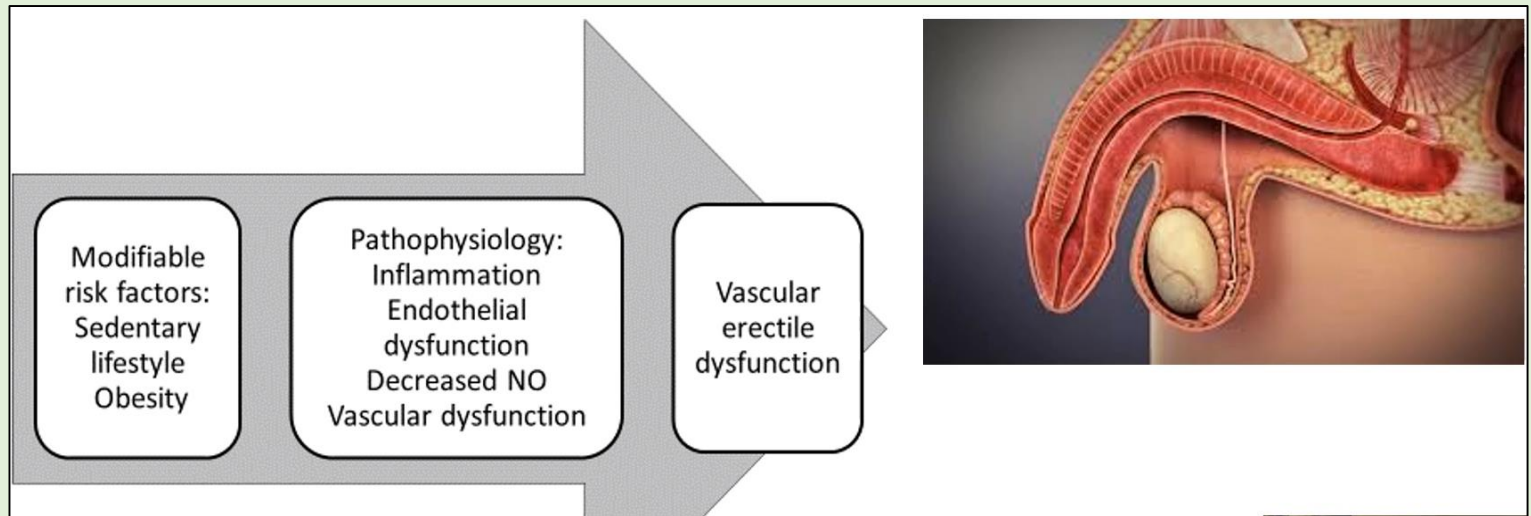 Modifiable
risk factors:
Sedentary
lifestyle
Obesity
Pathophysiology:
Inflammation
Endothelial
dysfunction
Decreased NO
Vascular dysfunction
Vascular
erectile
dysfunction